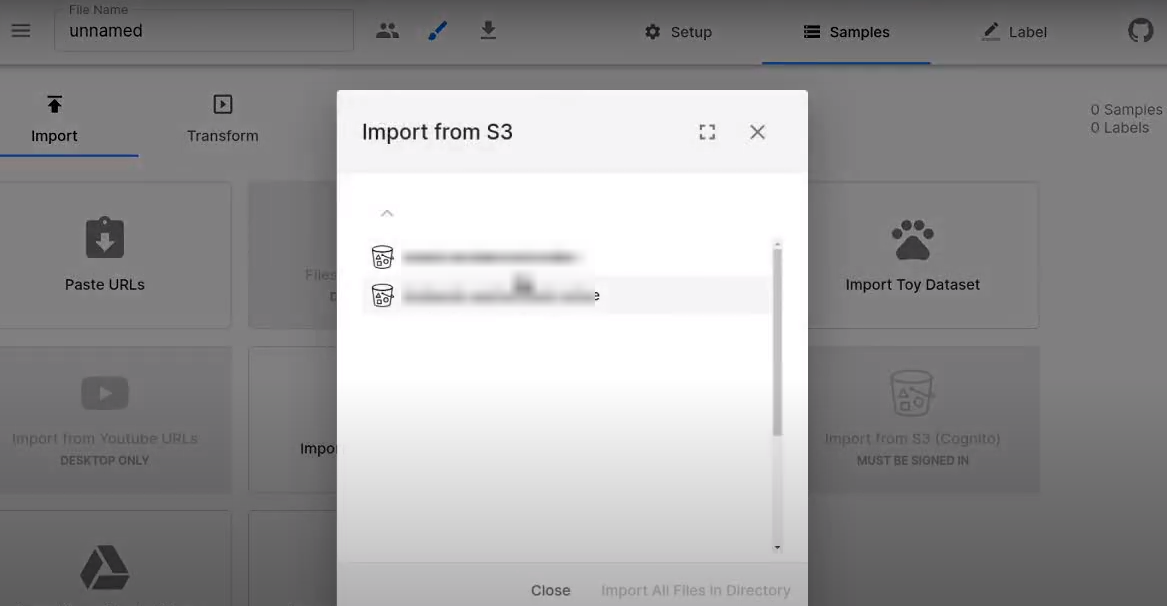 File Name
unnamed
Setup
Samples
Label
Import
Transform
0 Samples
0 Labels
Import from S3
Paste URLs
Files
D
Import Toy Dataset
e
Import from Youtube URLs
DESKTOP ONLY
Impo
Import from S3 (Cognito)
MUST BE SIGNED IN
Close
Import All Files in Directory